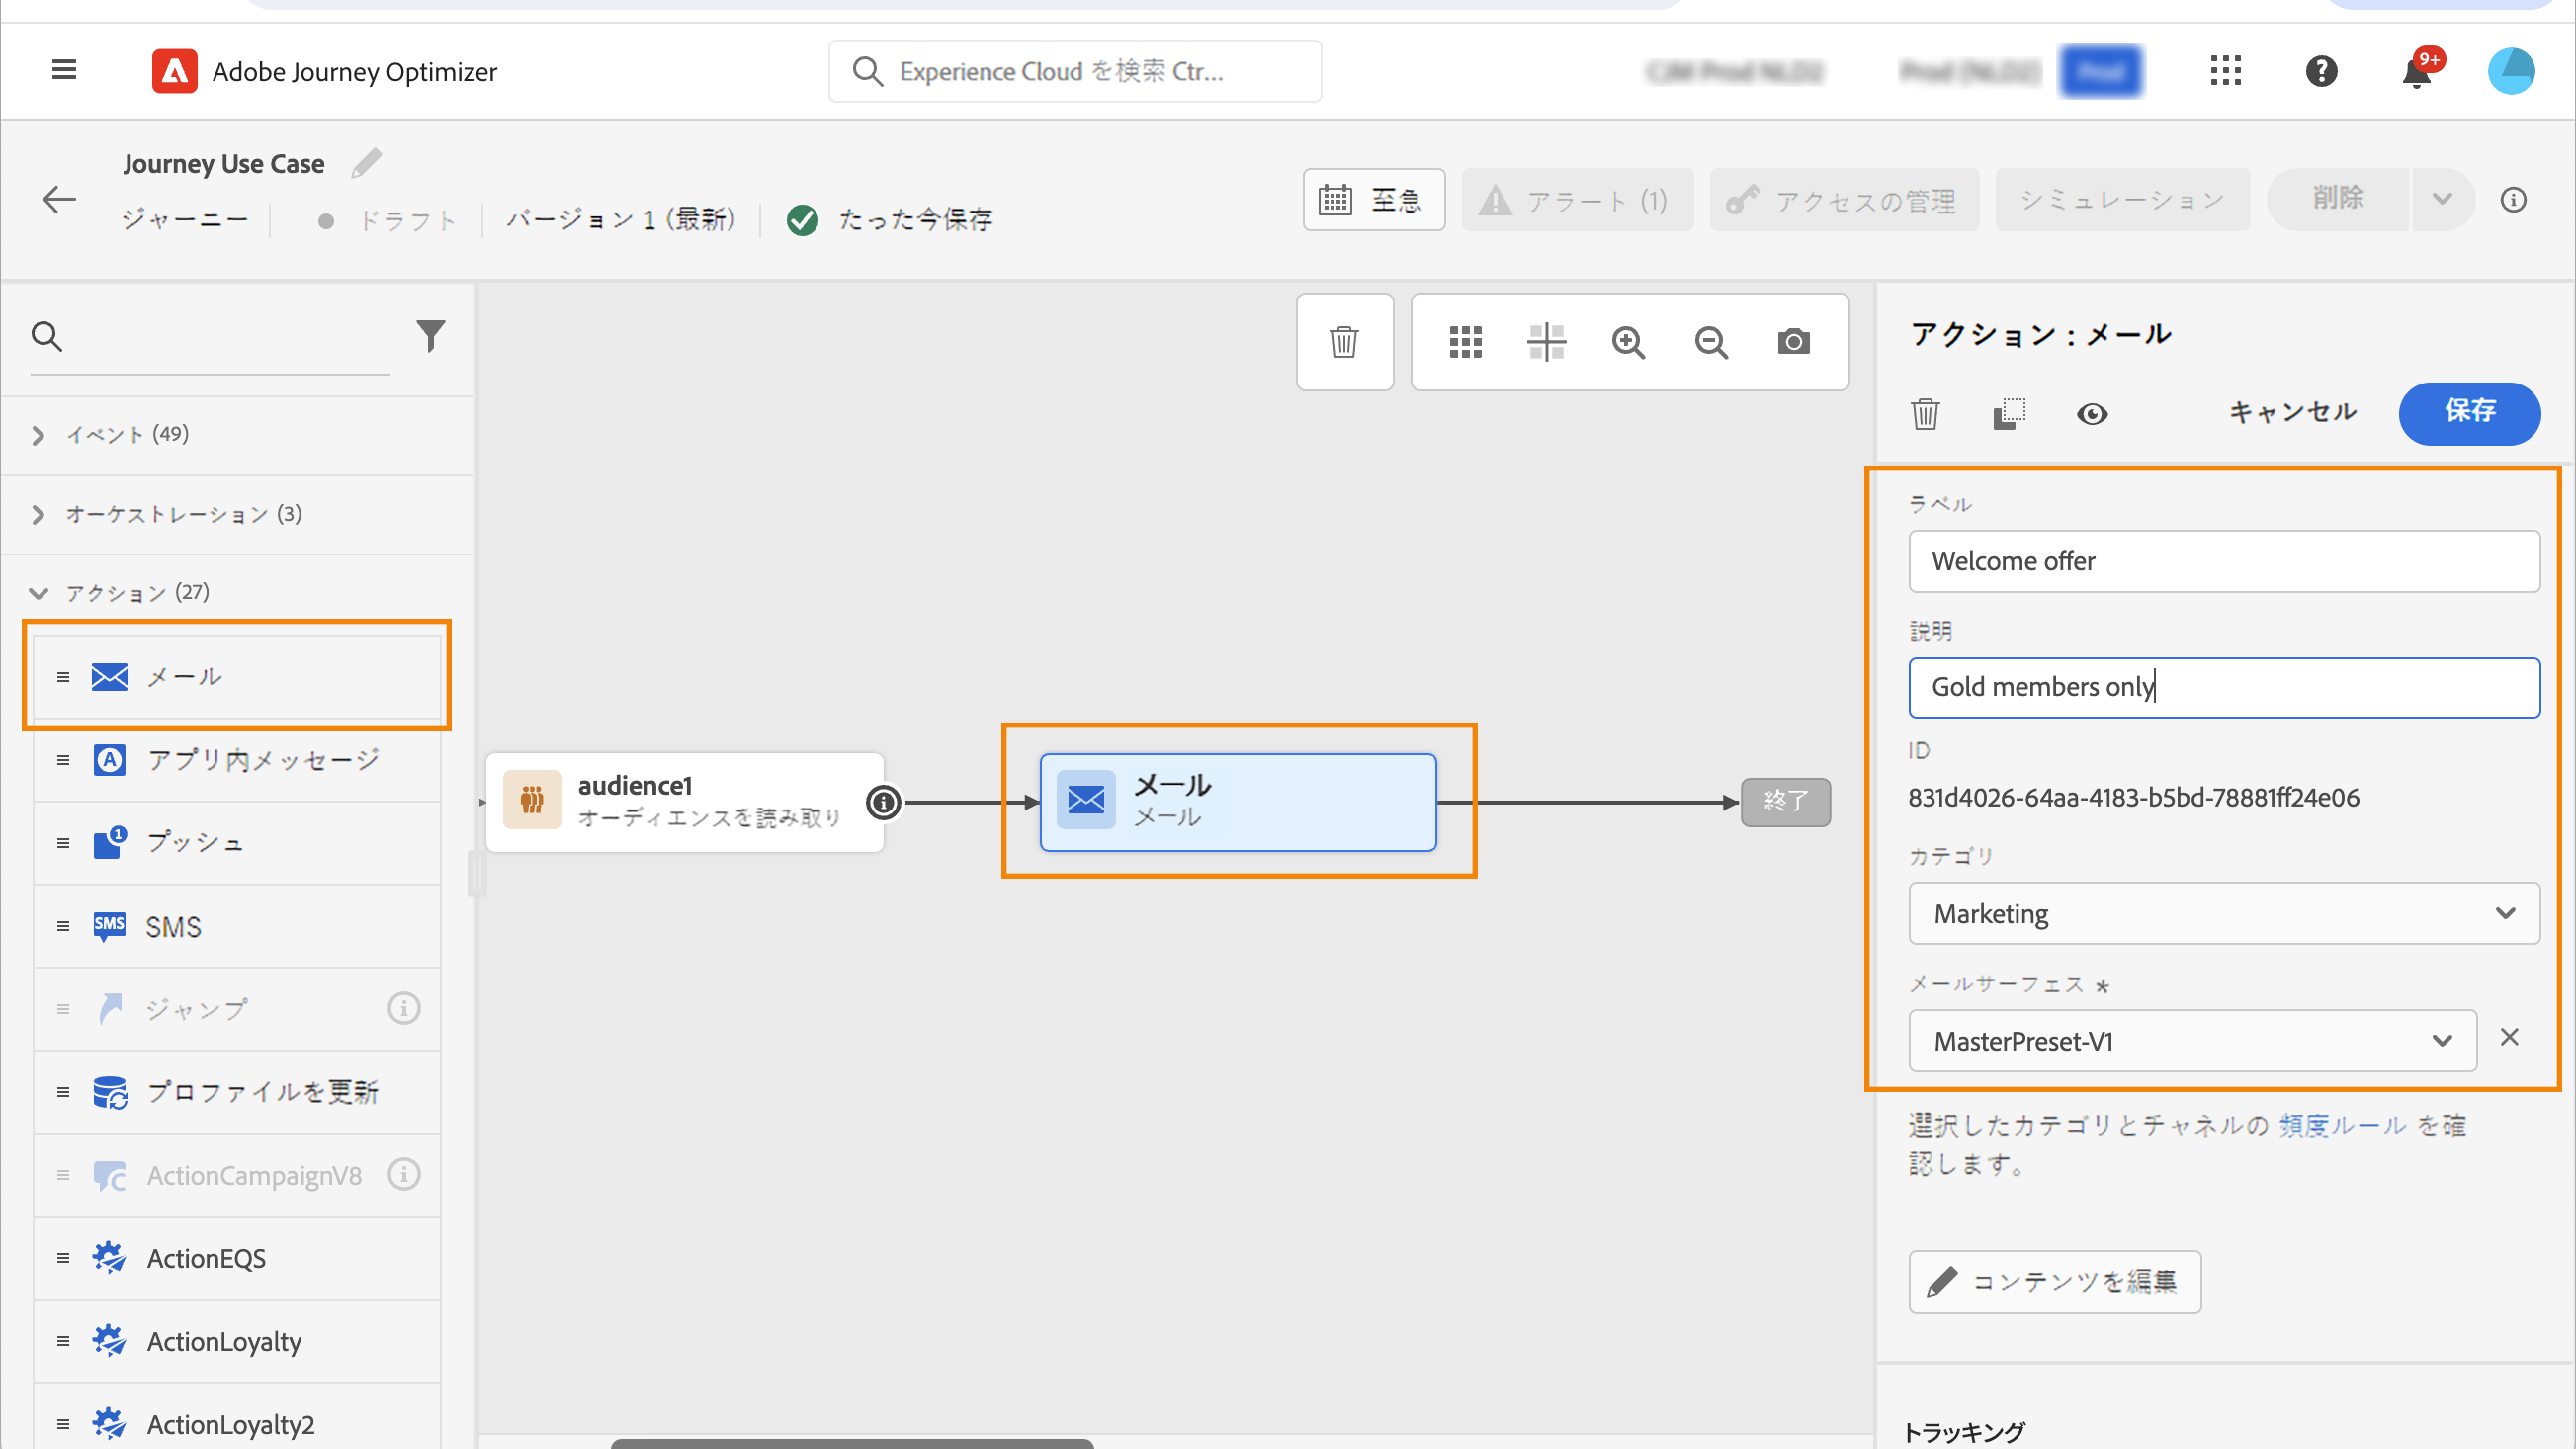 Adobe Journey Optimizer
Experience Cloud を検索 Ctr...
9+
Journey Use Case
ジャーニー
ドラフト
バージョン 1 (最新)
たった今保存
至急
アラート (1)
アクセスの管理
シミュレーション
削除
イベント (49)
オーケストレーション (3)
アクション (27)
メール
アプリ内メッセージ
プッシュ
SMS
SMS
ジャンプ
プロファイルを更新
ActionCampaignV8
ActionEQS
ActionLoyalty
ActionLoyalty2
audience1
オーディエンスを読み取り
メール
メール
終了
アクション : メール
キャンセル
保存
ラベル
Welcome offer
説明
Gold members only
ID
831d4026-64aa-4183-b5bd-78881ff24e06
カテゴリ
Marketing
メールサーフェス *
MasterPreset-V1
選択したカテゴリとチャネルの 頻度ルール を確
認します。
コンテンツを編集
トラッキング